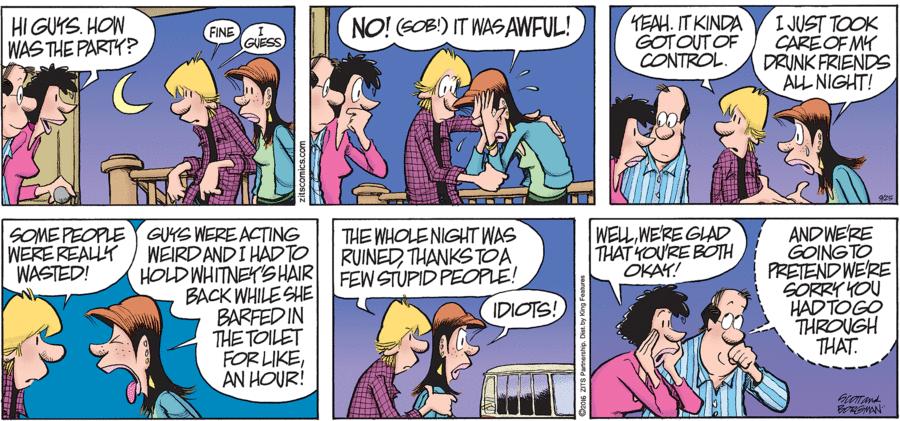 HI GUYS. HOW
WAS THE PARTY?
FINE
I
GUESS.
NO! (SOB!) IT WAS AWFUL!
zitscomics.com
YEAH. IT KINDA
GOT OUT OF
CONTROL.
I JUST TOOK
CARE OF MY
DRUNK FRIENDS
ALL NIGHT!
9/25
SOME PEOPLE
WERE REALLY
WASTED!
GUYS WERE ACTING
WEIRD AND I HAD TO
HOLD WHITNEY'S HAIR
BACK WHILE SHE
BARFED IN
THE TOILET
FOR LIKE,
AN HOUR!
THE WHOLE NIGHT WAS
RUINED, THANKS TO A
FEW STUPID PEOPLE!
IDIOTS!
©2016 ZITS Partnership. Dist. by King Features
WELL, WE'RE GLAD
THAT YOU'RE BOTH
OKAY!
AND WE'RE
GOING TO
PRETEND WE'RE
SORRY YOU
HAD TO GO
THROUGH
THAT.
SCOTT and
BORGMAN